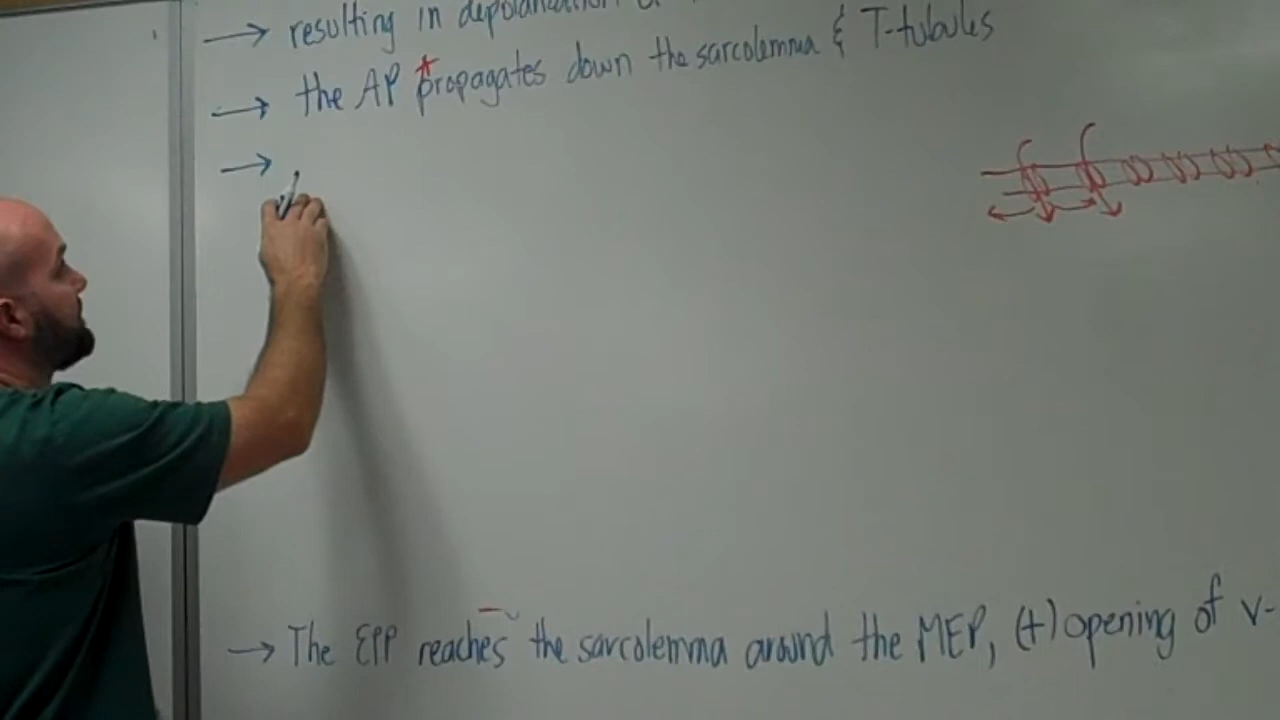 → resulting in depolarization
→ the AP propagates down the sarcolemma & T-tubules
→
→ The EPP reaches the sarcolemma around the MEP, (+) opening of v-